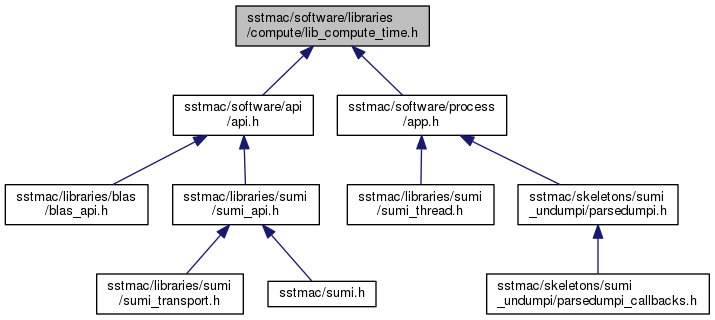 sstmac/software/libraries
/compute/lib_compute_time.h
sstmac/software/api
/api.h
sstmac/software/process
/app.h
sstmac/libraries/blas
/blas_api.h
sstmac/libraries/sumi
/sumi_api.h
sstmac/libraries/sumi
/sumi_thread.h
sstmac/skeletons/sumi
_undumpi/parsedumpi.h
sstmac/libraries/sumi
/sumi_transport.h
sstmac/sumi.h
sstmac/skeletons/sumi
_undumpi/parsedumpi_callbacks.h